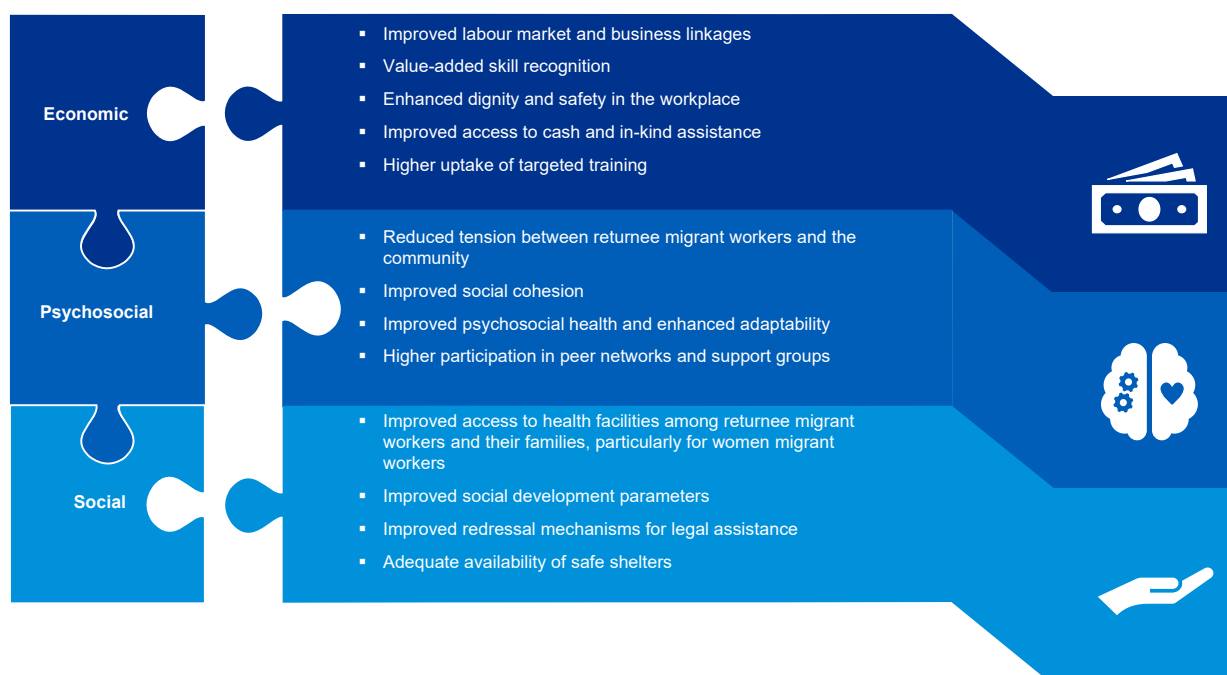 Economic
▪ Improved labour market and business linkages
▪ Value-added skill recognition
▪ Enhanced dignity and safety in the workplace
▪ Improved access to cash and in-kind assistance
▪ Higher uptake of targeted training
Psychosocial
▪ Reduced tension between returnee migrant workers and the
community
▪ Improved social cohesion
▪ Improved psychosocial health and enhanced adaptability
▪ Higher participation in peer networks and support groups
Social
▪ Improved access to health facilities among returnee migrant
workers and their families, particularly for women migrant
workers
▪ Improved social development parameters
▪ Improved redressal mechanisms for legal assistance
▪ Adequate availability of safe shelters